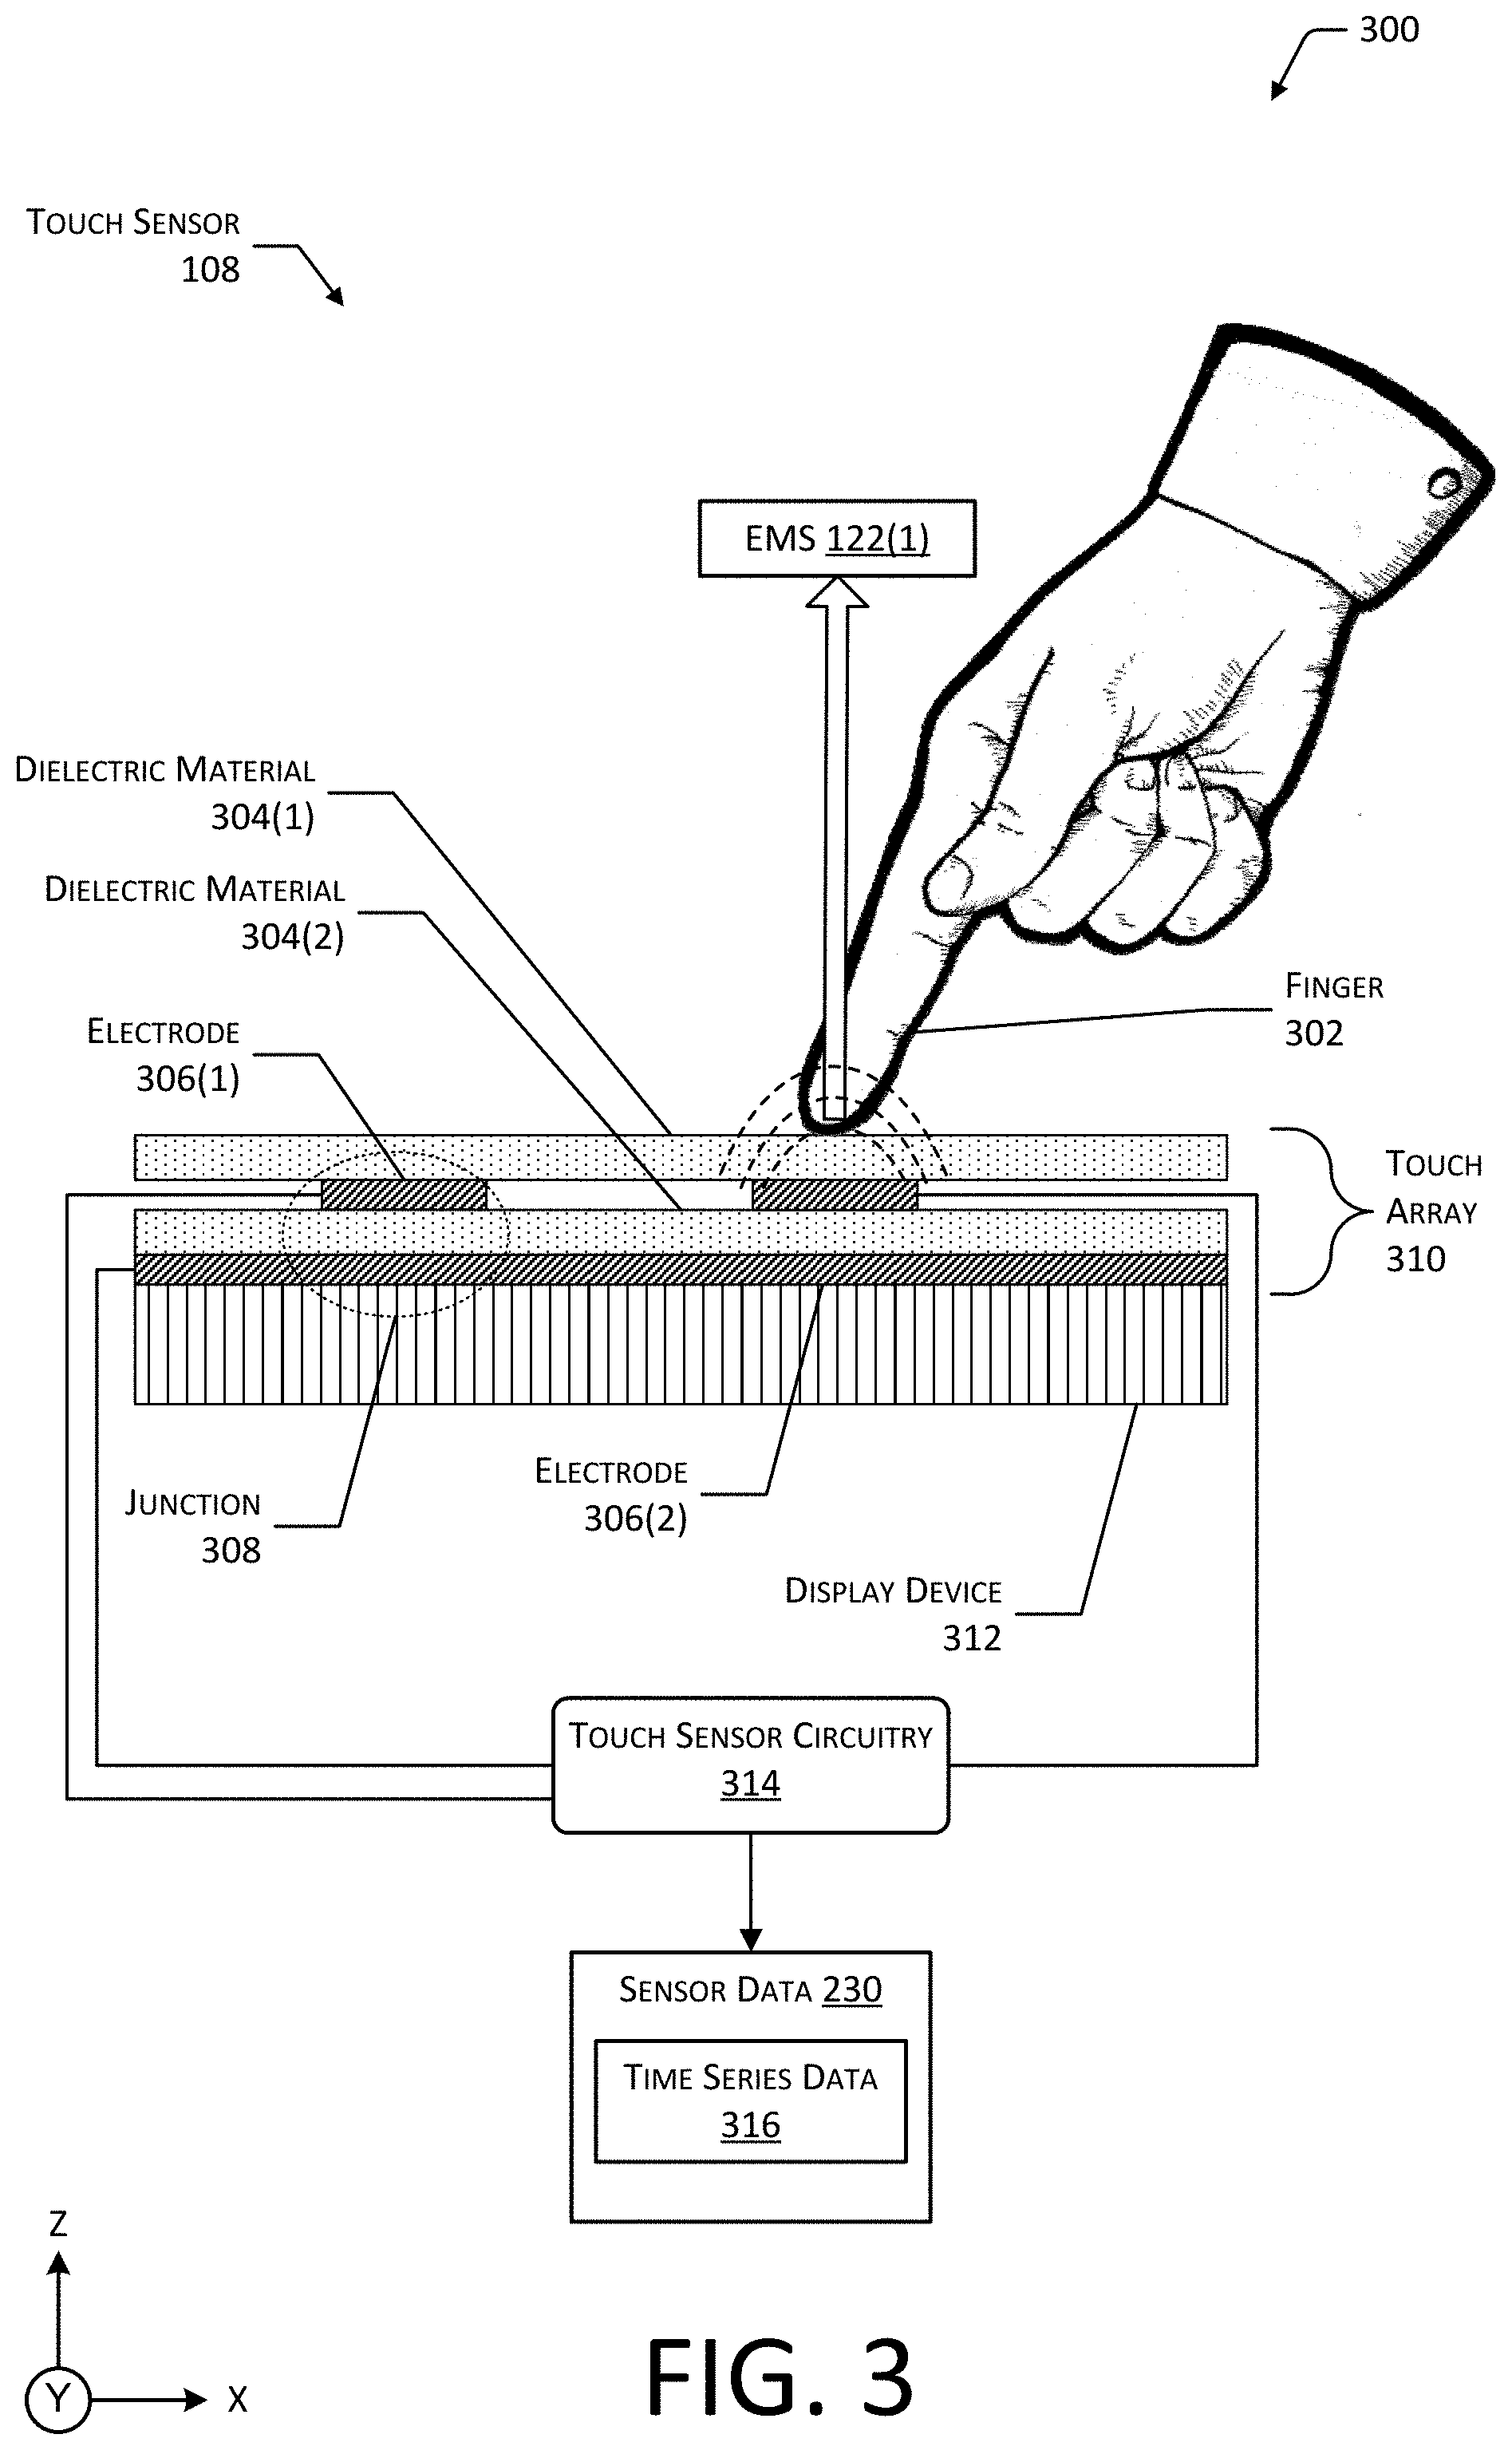 300
TOUCH SENSOR
108
EMS 122(1)
DIELECTRIC MATERIAL
304(1)
DIELECTRIC MATERIAL
304(2)
ELECTRODE
306(1)
FINGER
302
TOUCH
ARRAY
310
ELECTRODE
306(2)
JUNCTION
308
DISPLAY DEVICE
312
TOUCH SENSOR CIRCUITRY
314
SENSOR DATA 230
TIME SERIES DATA
316
Z
Y
X
FIG. 3